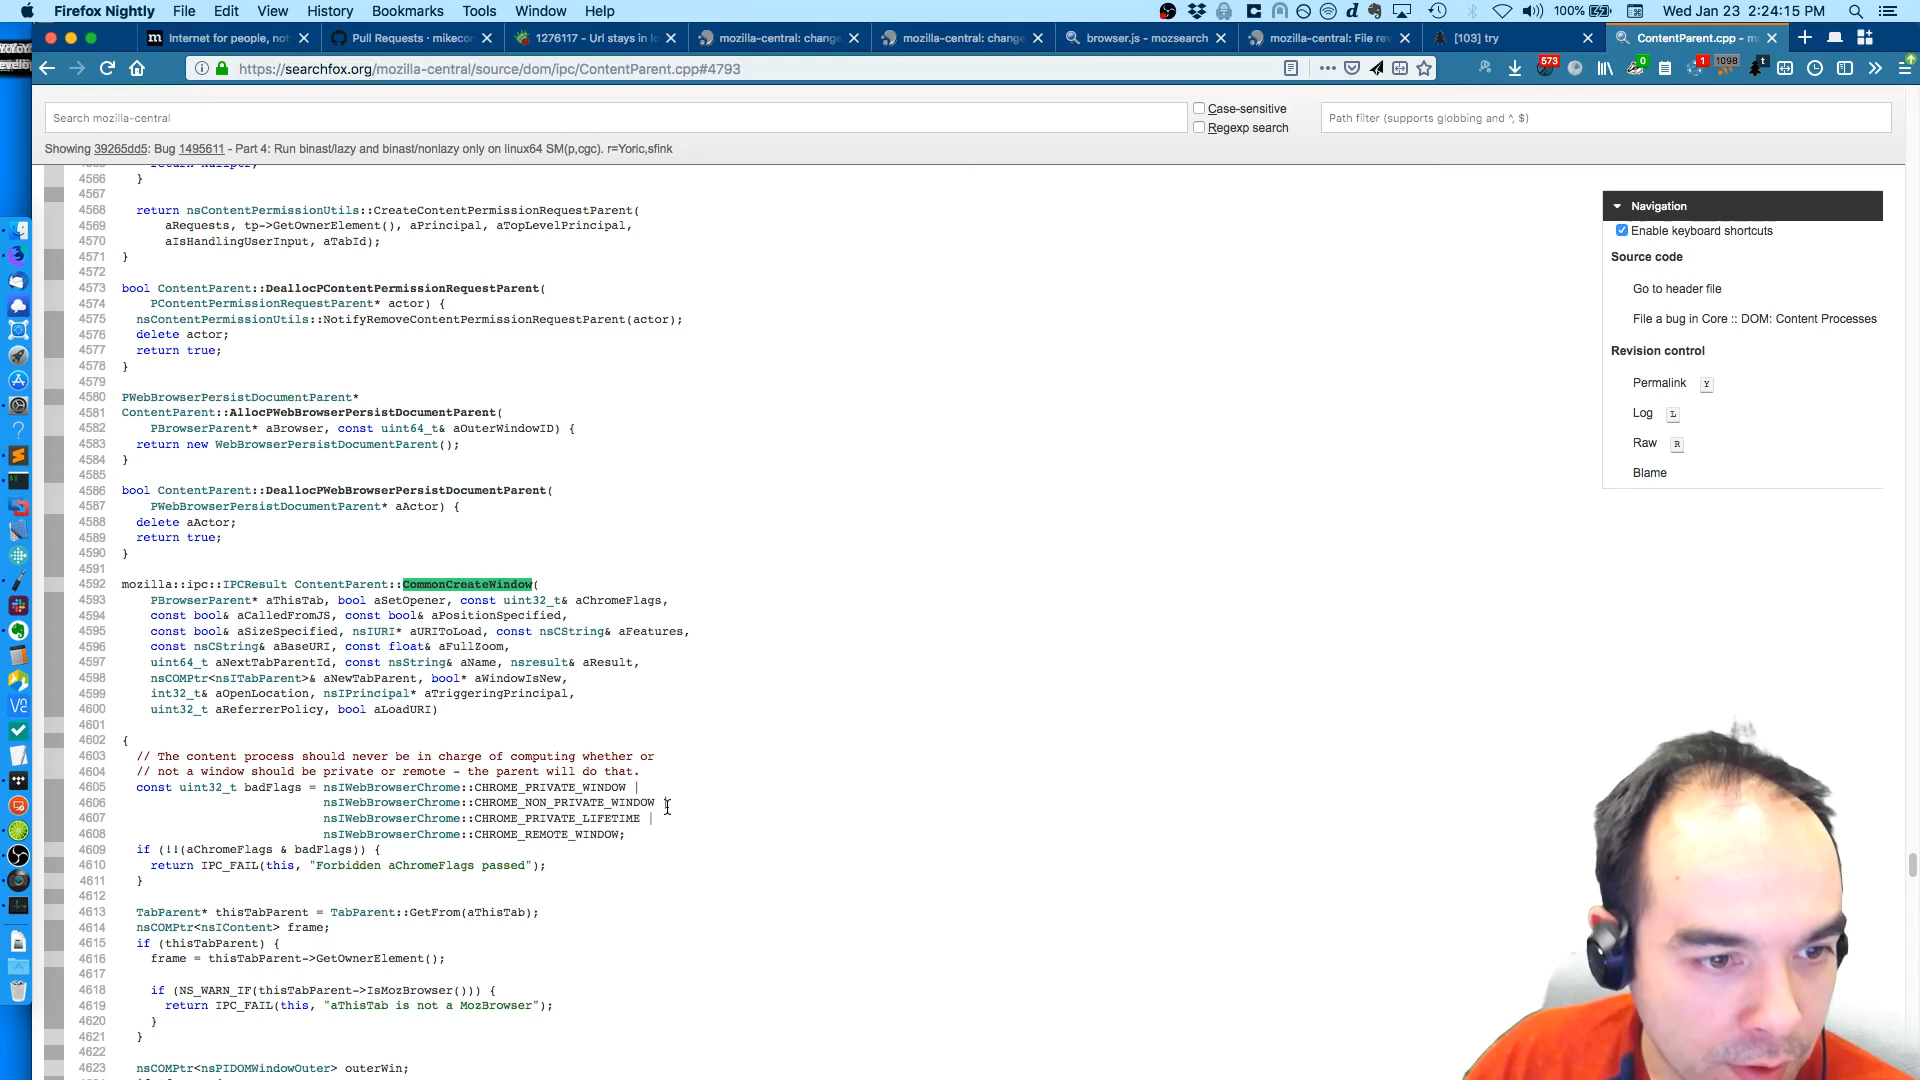 Firefox Nightly File Edit View History Bookmarks Tools Window Help 100% Wed Jan 23 2:24:15 PM
Internet for people, not Pull Requests · mikecon 1276117 - Url stays in lo mozilla-central: change mozilla-central: change browser.js - mozsearch mozilla-central: File rev [103] try ContentParent.cpp - m
https://searchfox.org/mozilla-central/source/dom/ipc/ContentParent.cpp#4793 573 0 1 1098 t
Search mozilla-central
Case-sensitive
Regexp search
Path filter (supports globbing and ^, $)
Showing 39265dd5: Bug 1495611 - Part 4: Run binast/lazy and binast/nonlazy only on linux64 SM(p,cgc). r=Yoric,sfink
4566 }
4567
4568 return nsContentPermissionUtils::CreateContentPermissionRequestParent(
4569 aRequests, tp->GetOwnerElement(), aPrincipal, aTopLevelPrincipal,
4570 aIsHandlingUserInput, aTabId);
4571 }
4572
4573 bool ContentParent::DeallocPContentPermissionRequestParent(
4574 PContentPermissionRequestParent* actor) {
4575 nsContentPermissionUtils::NotifyRemoveContentPermissionRequestParent(actor);
4576 delete actor;
4577 return true;
4578 }
4579
4580 PWebBrowserPersistDocumentParent*
4581 ContentParent::AllocPWebBrowserPersistDocumentParent(
4582 PBrowserParent* aBrowser, const uint64_t& aOuterWindowID) {
4583 return new WebBrowserPersistDocumentParent();
4584 }
4585
4586 bool ContentParent::DeallocPWebBrowserPersistDocumentParent(
4587 PWebBrowserPersistDocumentParent* aActor) {
4588 delete aActor;
4589 return true;
4590 }
4591
4592 mozilla::ipc::IPCResult ContentParent::CommonCreateWindow(
4593 PBrowserParent* aThisTab, bool aSetOpener, const uint32_t& aChromeFlags,
4594 const bool& aCalledFromJS, const bool& aPositionSpecified,
4595 const bool& aSizeSpecified, nsIURI* aURIToLoad, const nsCString& aFeatures,
4596 const nsCString& aBaseURI, const float& aFullZoom,
4597 uint64_t aNextTabParentId, const nsString& aName, nsresult& aResult,
4598 nsCOMPtr<nsITabParent>& aNewTabParent, bool* aWindowIsNew,
4599 int32_t& aOpenLocation, nsIPrincipal* aTriggeringPrincipal,
4600 uint32_t aReferrerPolicy, bool aLoadURI)
4601
4602 {
4603 // The content process should never be in charge of computing whether or
4604 // not a window should be private or remote - the parent will do that.
4605 const uint32_t badFlags = nsIWebBrowserChrome::CHROME_PRIVATE_WINDOW |
4606 nsIWebBrowserChrome::CHROME_NON_PRIVATE_WINDOW
4607 nsIWebBrowserChrome::CHROME_PRIVATE_LIFETIME |
4608 nsIWebBrowserChrome::CHROME_REMOTE_WINDOW;
4609 if (!!(aChromeFlags & badFlags)) {
4610 return IPC_FAIL(this, "Forbidden aChromeFlags passed");
4611 }
4612
4613 TabParent* thisTabParent = TabParent::GetFrom(aThisTab);
4614 nsCOMPtr<nsIContent> frame;
4615 if (thisTabParent) {
4616 frame = thisTabParent->GetOwnerElement();
4617
4618 if (NS_WARN_IF(thisTabParent->IsMozBrowser())) {
4619 return IPC_FAIL(this, "aThisTab is not a MozBrowser");
4620 }
4621 }
4622
4623 nsCOMPtr<nsPIDOMWindowOuter> outerWin;
Navigation
Enable keyboard shortcuts
Source code
Go to header file
File a bug in Core :: DOM: Content Processes
Revision control
Permalink Y
Log L
Raw R
Blame